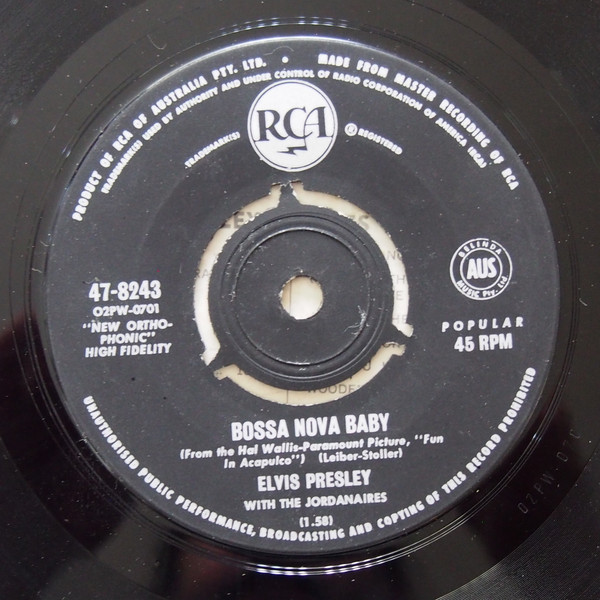 PRODUCT OF RCA OF AUSTRALIA PTY. LTD. • MADE FROM MASTER RECORDING OF RCA
TRADEMARK(S) USED BY AUTHORITY AND UNDER CONTROL OF RADIO CORPORATION OF AMERICA (RCA)
RCA
TRADEMARK(S) ® REGISTERED
47-8243
O2PW-0701
"NEW ORTHO-
PHONIC"
HIGH FIDELITY
BELINDA
AUS
MUSIC Pty. Ltd
POPULAR
45 RPM
BOSSA NOVA BABY
(From the Hal Wallis-Paramount Picture, "Fun
In Acapulco") (Leiber-Stoller)
ELVIS PRESLEY
WITH THE JORDANAIRES
(1.58)
UNAUTHORISED PUBLIC PERFORMANCE, BROADCASTING AND COPYING OF THIS RECORD PROHIBITED